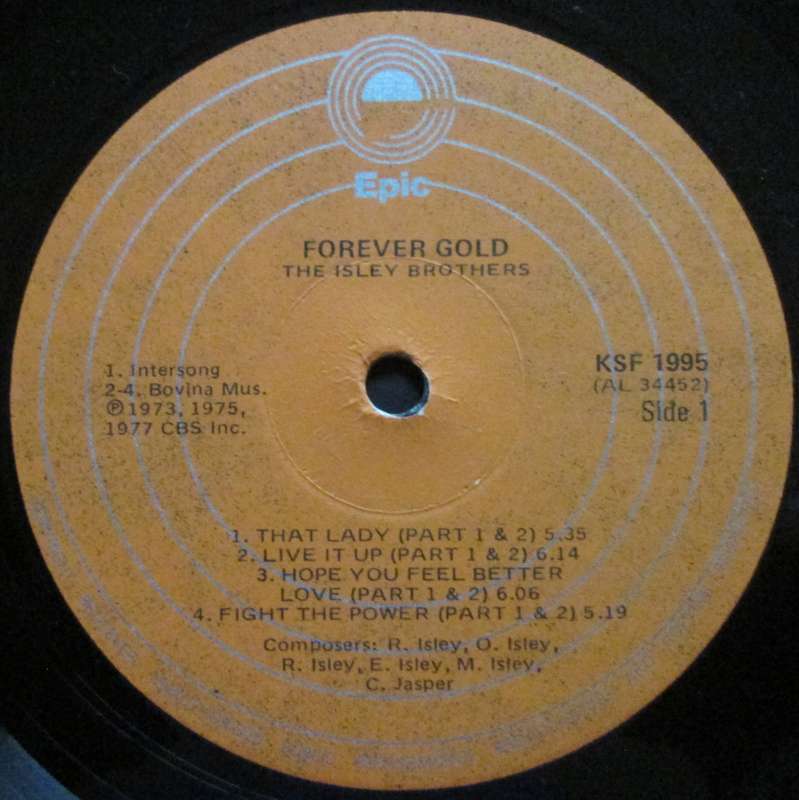 Epic
FOREVER GOLD
THE ISLEY BROTHERS
1. Intersong
2-4. Bovina Mus.
℗1973, 1975,
1977 CBS Inc.
KSF 1995
(AL 34452)
Side 1
1. THAT LADY (PART 1 & 2) 5.35
2. LIVE IT UP (PART 1 & 2) 6.14
3. HOPE YOU FEEL BETTER
LOVE (PART 1 & 2) 6.06
4. FIGHT THE POWER (PART 1 & 2) 5.19
Composers: R. Isley, O. Isley,
R. Isley, E. Isley, M. Isley,
C. Jasper